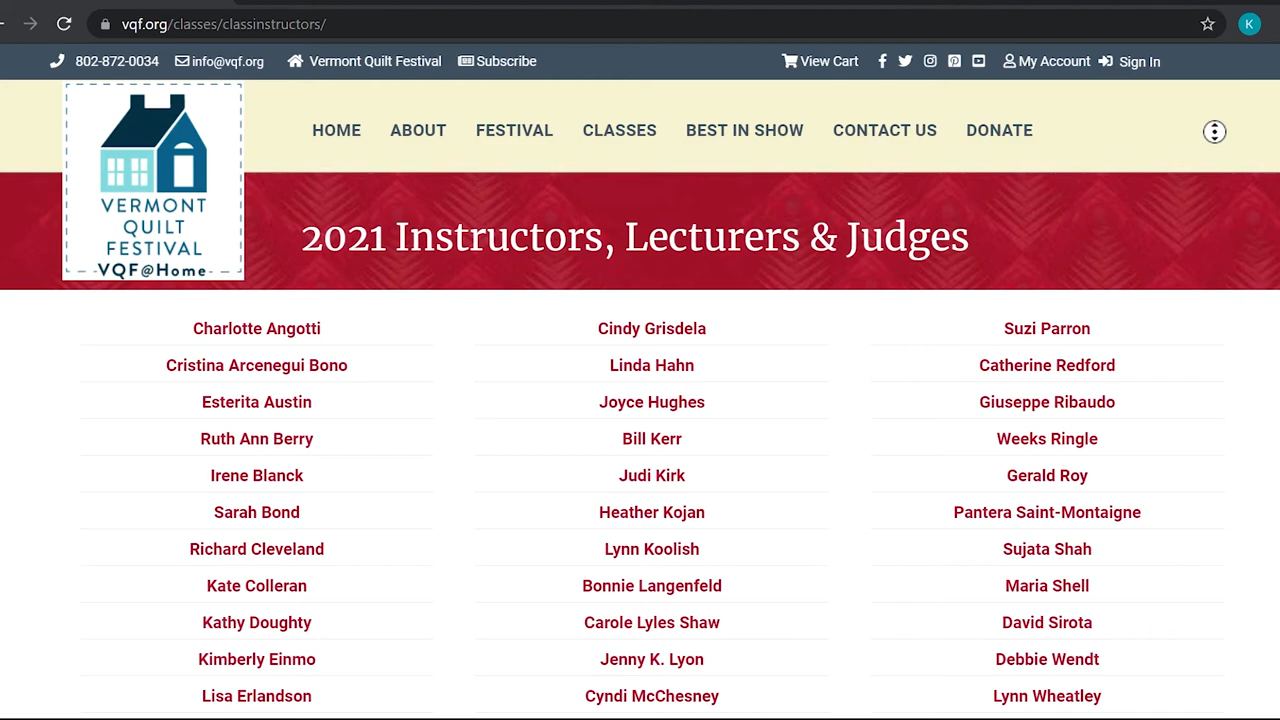 vqf.org/classes/classinstructors/
K
802-872-0034 info@vqf.org Vermont Quilt Festival Subscribe View Cart My Account Sign In
VERMONT
QUILT
FESTIVAL
VQF@Home
HOME ABOUT FESTIVAL CLASSES BEST IN SHOW CONTACT US DONATE
2021 Instructors, Lecturers & Judges
Charlotte Angotti
Cristina Arcenegui Bono
Esterita Austin
Ruth Ann Berry
Irene Blanck
Sarah Bond
Richard Cleveland
Kate Colleran
Kathy Doughty
Kimberly Einmo
Lisa Erlandson
Cindy Grisdela
Linda Hahn
Joyce Hughes
Bill Kerr
Judi Kirk
Heather Kojan
Lynn Koolish
Bonnie Langenfeld
Carole Lyles Shaw
Jenny K. Lyon
Cyndi McChesney
Suzi Parron
Catherine Redford
Giuseppe Ribaudo
Weeks Ringle
Gerald Roy
Pantera Saint-Montaigne
Sujata Shah
Maria Shell
David Sirota
Debbie Wendt
Lynn Wheatley